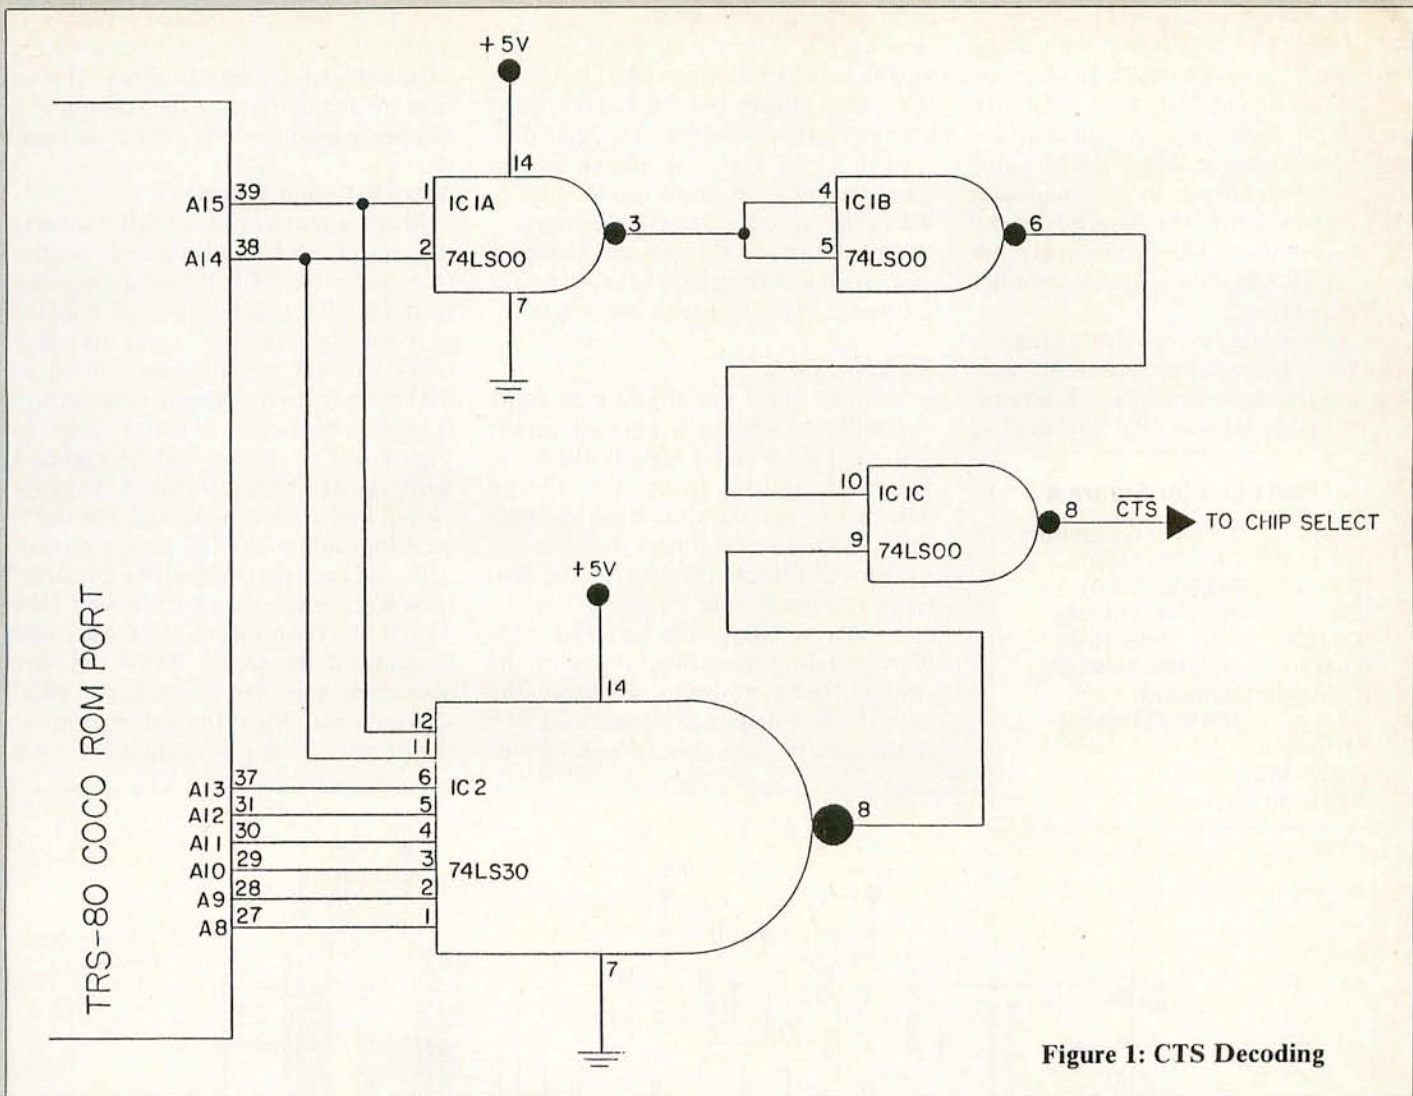 +5V
14
A15 39 1 IC1A 3 4 IC1B 6
A14 38 2 74LS00 5 74LS00
7
10 IC 1C 8 CTS TO CHIP SELECT
9 74LS00
+5V
14
TRS-80 COCO ROM PORT
12
11
A13 37 6 IC2 8
A12 31 5
A11 30 4
A10 29 3 74LS30
A9 28 2
A8 27 1
7
Figure 1: CTS Decoding